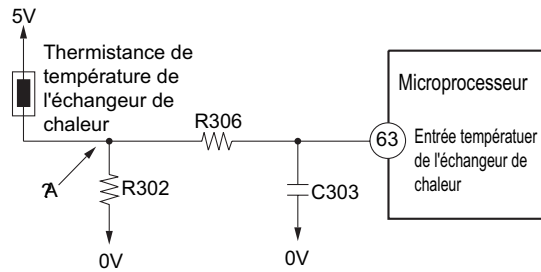 5V
Thermistance de
température de
l'échangeur de
chaleur
R306
R302
C303
0V
0V
63
Microprocesseur
Entrée températuer
de l'échangeur de
chaleur